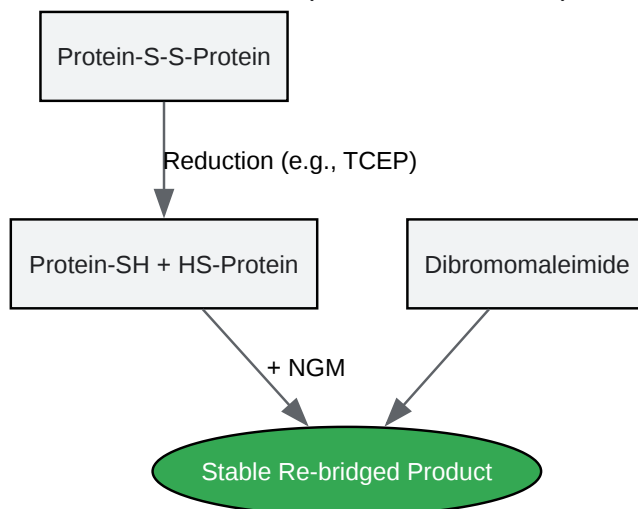 Protein-S-S-Protein
Reduction (e.g., TCEP)
Protein-SH + HS-Protein
Dibromomaleimide
+ NGM
Stable Re-bridged Product